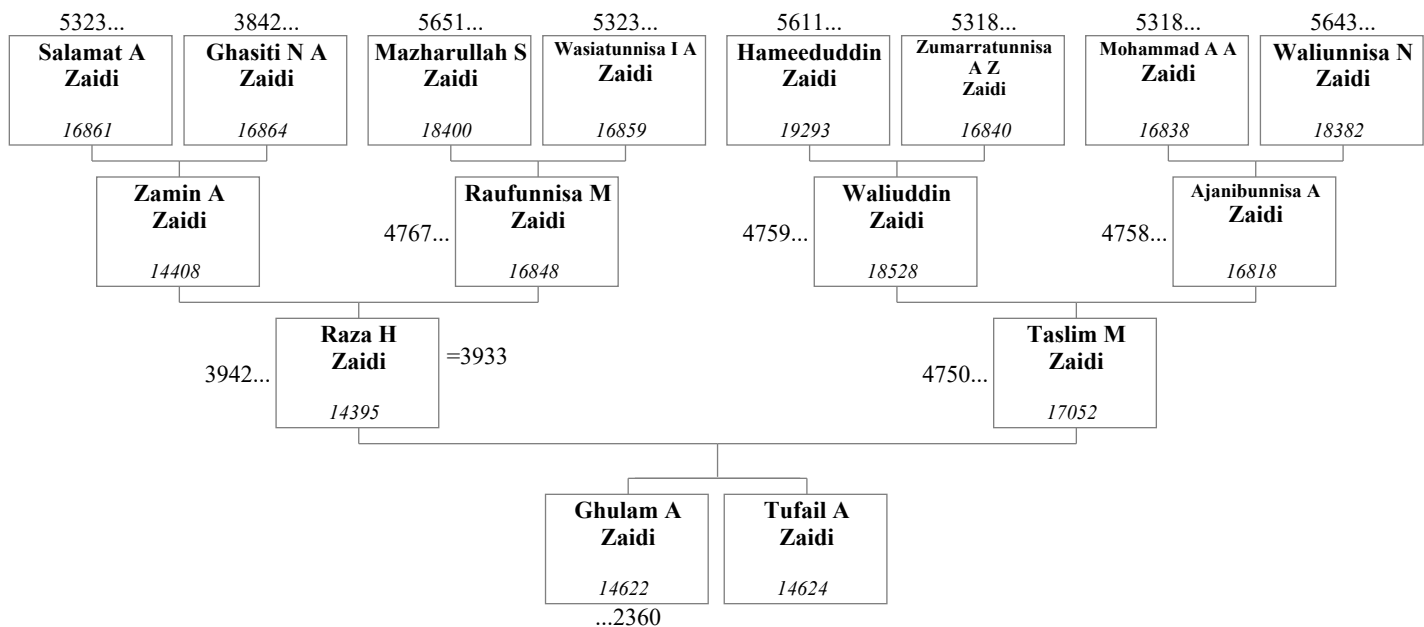 5323... 3842... 5651... 5323... 5611... 5318... 5318... 5643...
Salamat A
Zaidi
16861
Ghasiti N A
Zaidi
16864
Mazharullah S
Zaidi
18400
Wasiatunnisa I A
Zaidi
16859
Hameeduddin
Zaidi
19293
Zumarratunnisa
A Z
Zaidi
16840
Mohammad A A
Zaidi
16838
Waliunnisa N
Zaidi
18382
Zamin A
Zaidi
14408
4767...
Raufunnisa M
Zaidi
16848
4759...
Waliuddin
Zaidi
18528
4758...
Ajanibunnisa A
Zaidi
16818
3942...
Raza H
Zaidi
14395
=3933
4750...
Taslim M
Zaidi
17052
Ghulam A
Zaidi
14622
...2360
Tufail A
Zaidi
14624